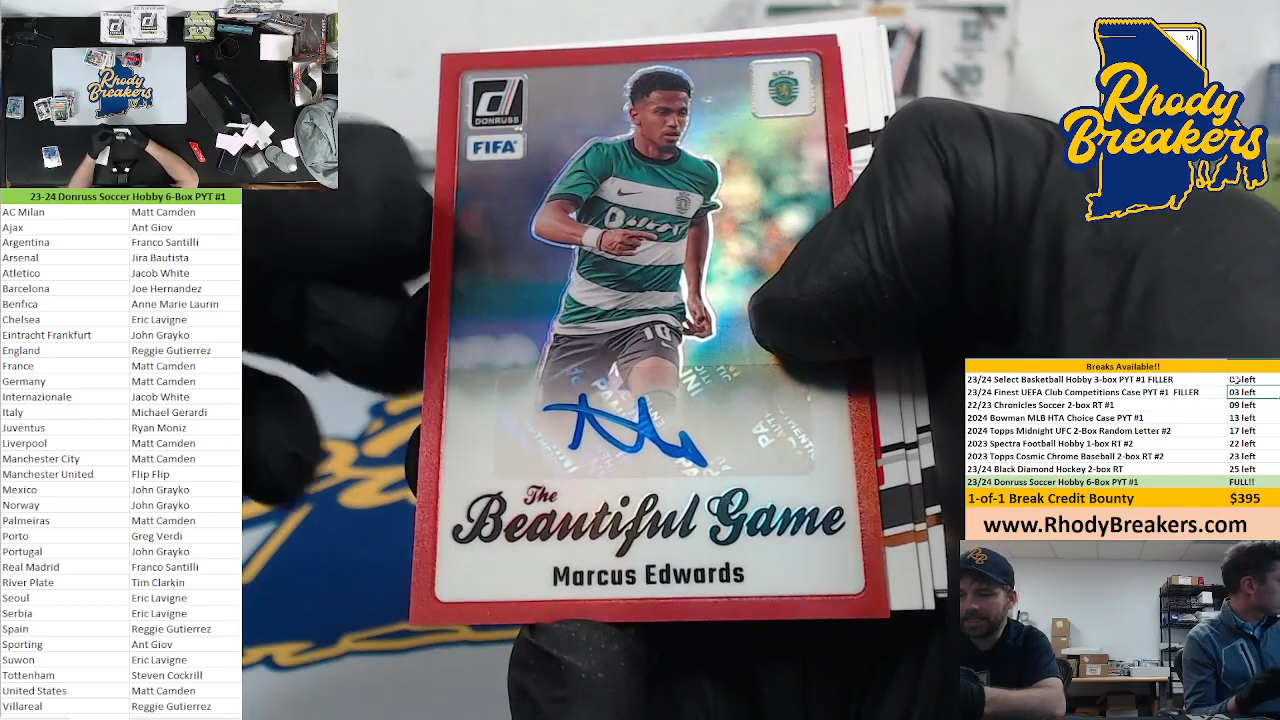 Rhody
Breakers
23-24 Donruss Soccer Hobby 6-Box PYT #1
AC Milan Matt Camden
Ajax Ant Giov
Argentina Franco Santilli
Arsenal Jira Bautista
Atletico Jacob White
Barcelona Joe Hernandez
Benfica Anne Marie Laurin
Chelsea Eric Lavigne
Eintracht Frankfurt John Grayko
England Reggie Gutierrez
France Matt Camden
Germany Matt Camden
Internazionale Jacob White
Italy Michael Gerardi
Juventus Ryan Moniz
Liverpool Matt Camden
Manchester City Matt Camden
Manchester United Flip Flip
Mexico John Grayko
Norway John Grayko
Palmeiras Matt Camden
Porto Greg Verdi
Portugal John Grayko
Real Madrid Franco Santilli
River Plate Tim Clarkin
Seoul Eric Lavigne
Serbia Eric Lavigne
Spain Reggie Gutierrez
Sporting Ant Giov
Suwon Eric Lavigne
Tottenham Steven Cockrill
United States Matt Camden
Villareal Reggie Gutierrez
d
DONRUSS
FIFA
SCP
10
The
Beautiful Game
Marcus Edwards
1/1
Rhody
Breakers
Breaks Available!!
23/24 Select Basketball Hobby 3-box PYT #1 FILLER left
23/24 Finest UEFA Club Competitions Case PYT #1 FILLER 03 left
22/23 Chronicles Soccer 2-box RT #1 09 left
2024 Bowman MLB HTA Choice Case PYT #1 13 left
2024 Topps Midnight UFC 2-Box Random Letter #2 17 left
2023 Spectra Football Hobby 1-box RT #2 22 left
2023 Topps Cosmic Chrome Baseball 2-box RT #2 23 left
23/24 Black Diamond Hockey 2-box RT 25 left
23/24 Donruss Soccer Hobby 6-Box PYT #1 FULL!!
1-of-1 Break Credit Bounty $395
www.RhodyBreakers.com
RB